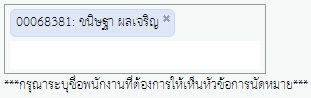 00068381: ขนิษฐา ผลเจริญ ×
***กรุณาระบุชื่อพนักงานที่ต้องการให้เห็นหัวข้อการนัดหมาย***